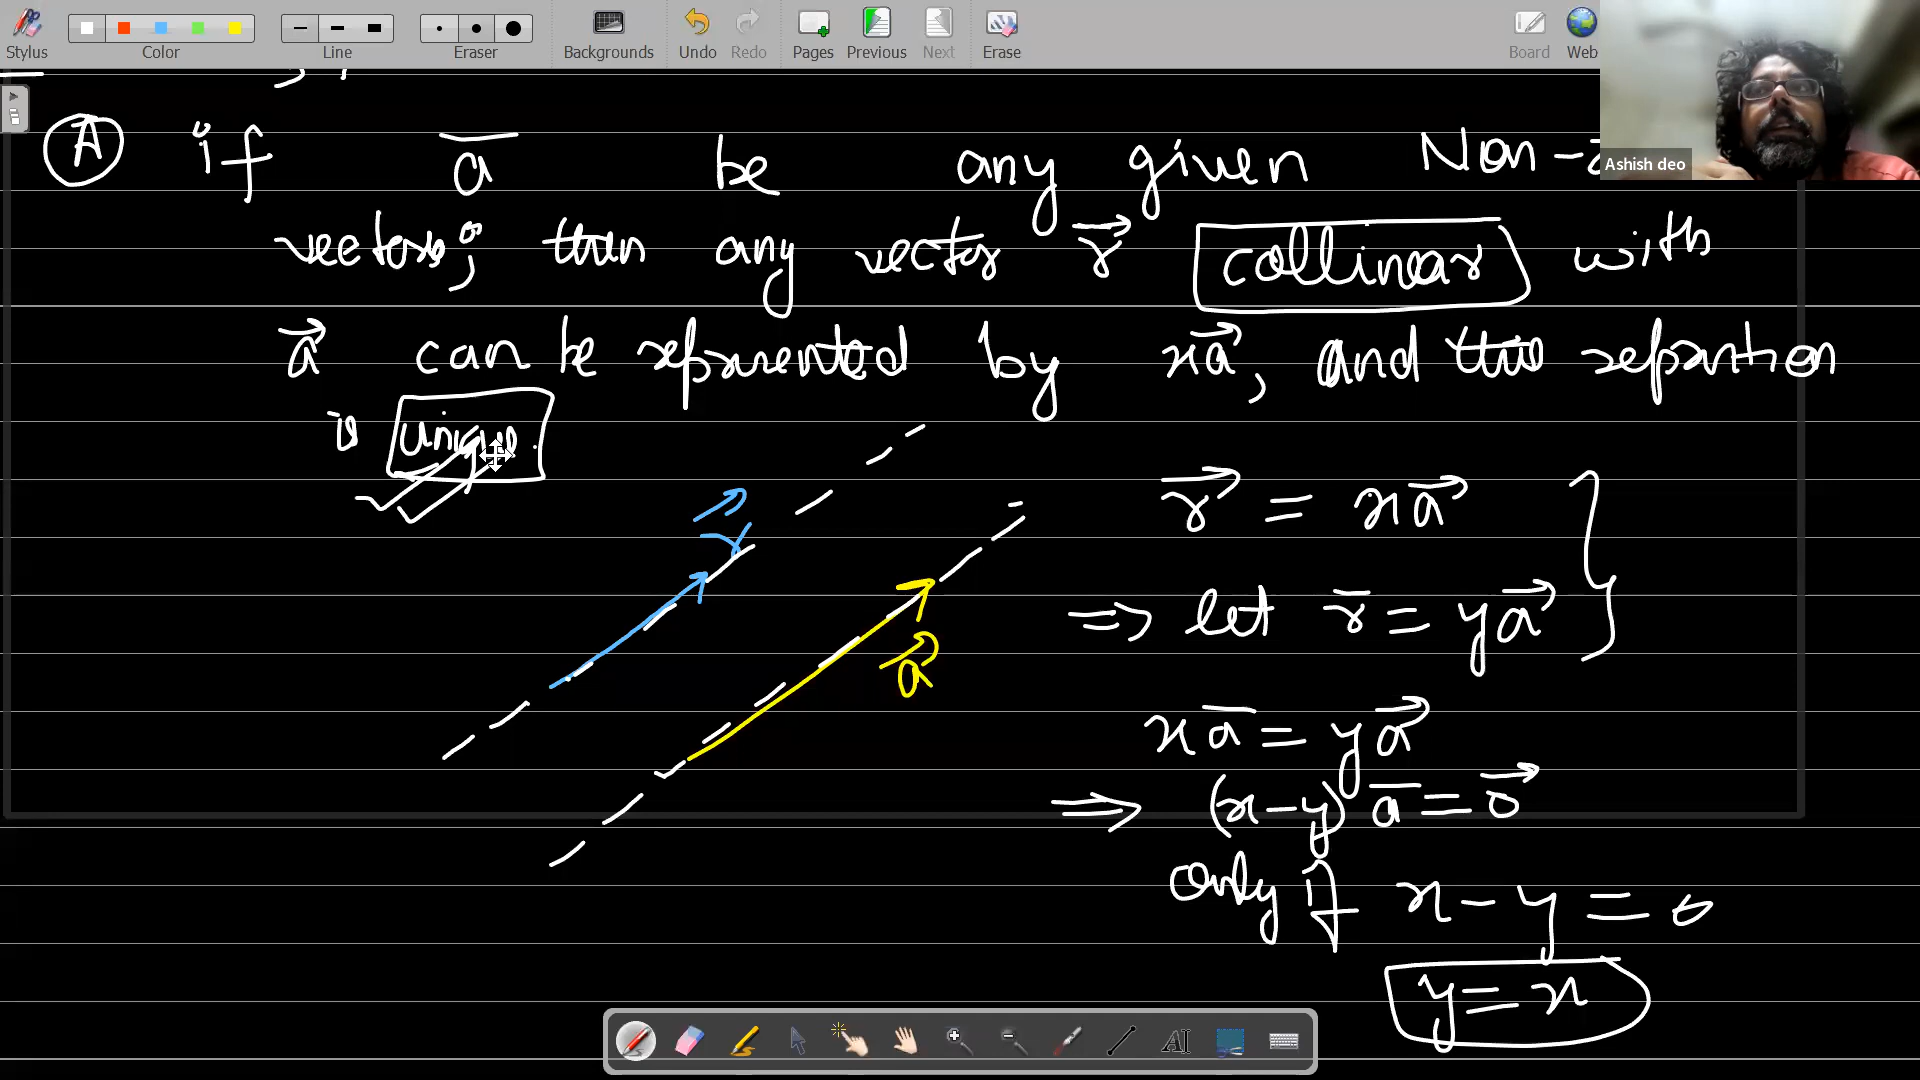 Stylus Color Line Eraser Backgrounds Undo Redo Pages Previous Next Erase Board Web
Ashish deo
A if a be any given Non-
vectors; then any vector r collinear with
a can be represented by xa, and this
is unique.
r
a
r = xa
⇒ let r = ya
xa = ya
⇒ (x-y) a = 0
only if x - y = 0
y = x